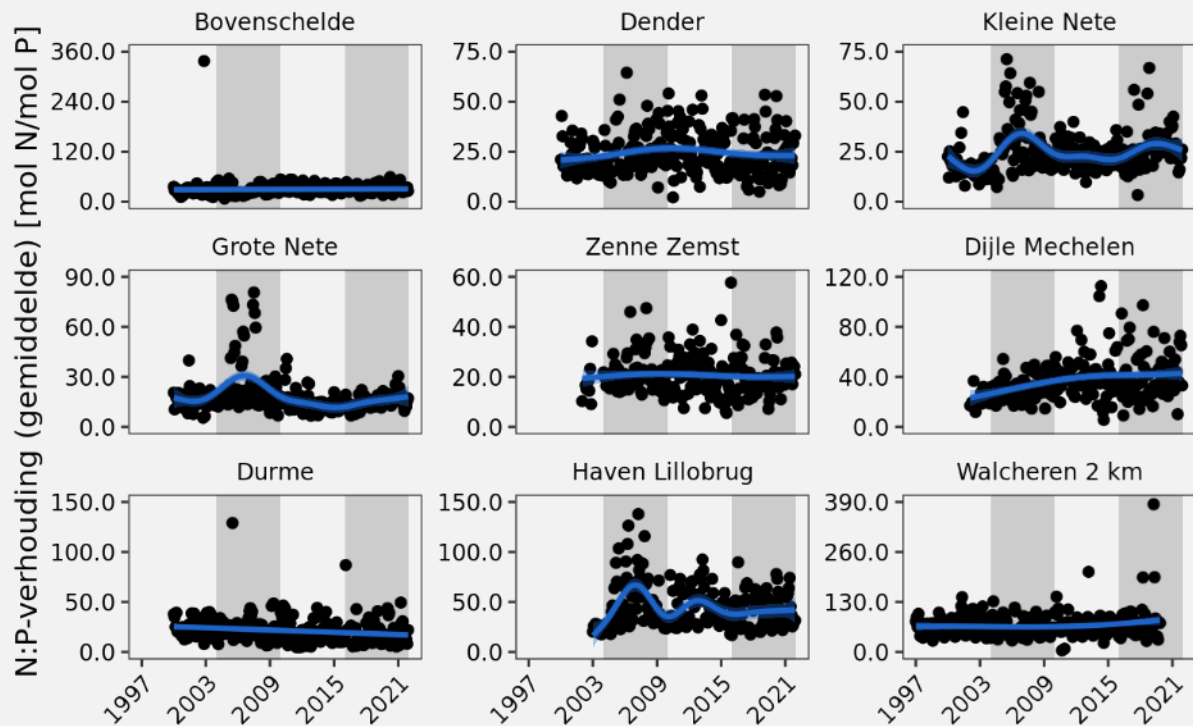 N:P-verhouding (gemiddelde) [mol N/mol P]
Bovenschelde
360.0
240.0
120.0
0.0
Dender
75.0
50.0
25.0
0.0
Kleine Nete
75.0
50.0
25.0
0.0
Grote Nete
90.0
60.0
30.0
0.0
Zenne Zemst
60.0
40.0
20.0
0.0
Dijle Mechelen
120.0
80.0
40.0
0.0
Durme
150.0
100.0
50.0
0.0
1997 2003 2009 2015 2021
Haven Lillobrug
150.0
100.0
50.0
0.0
1997 2003 2009 2015 2021
Walcheren 2 km
390.0
260.0
130.0
0.0
1997 2003 2009 2015 2021